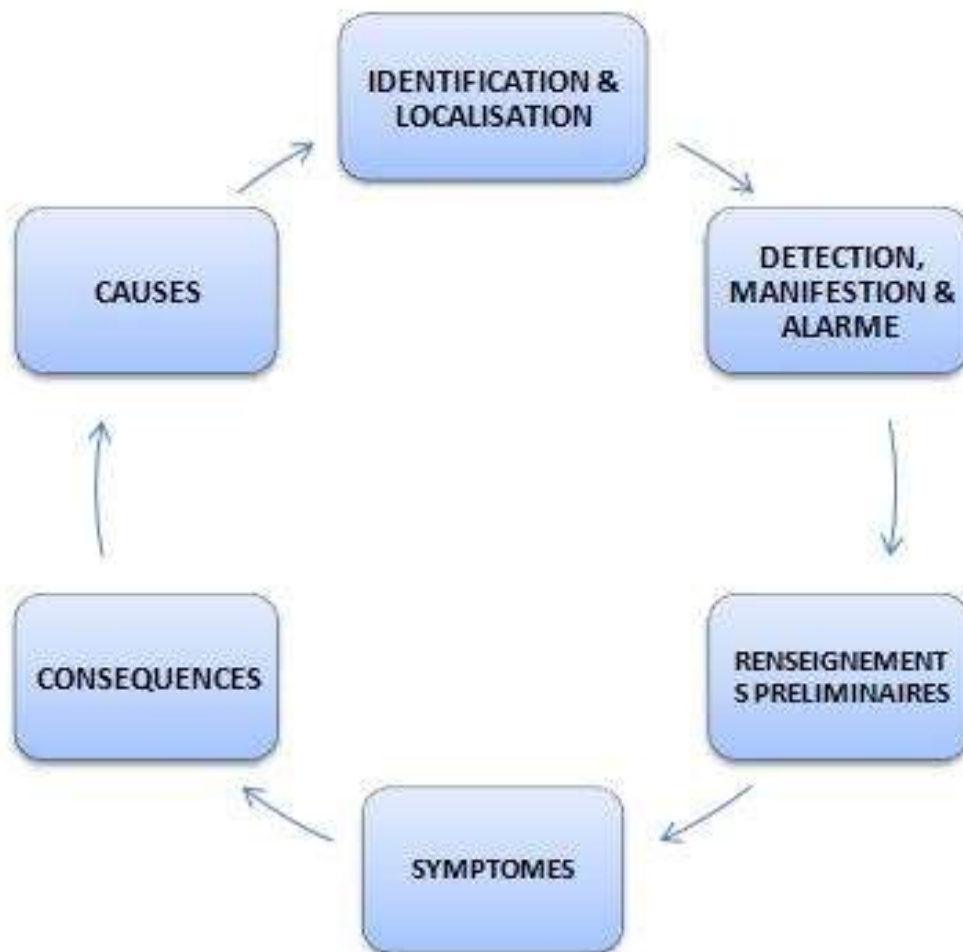 IDENTIFICATION &
LOCALISATION
DETECTION,
MANIFESTION &
ALARME
RENSEIGNEMENT
S PRELIMINAIRES
SYMPTOMES
CONSEQUENCES
CAUSES